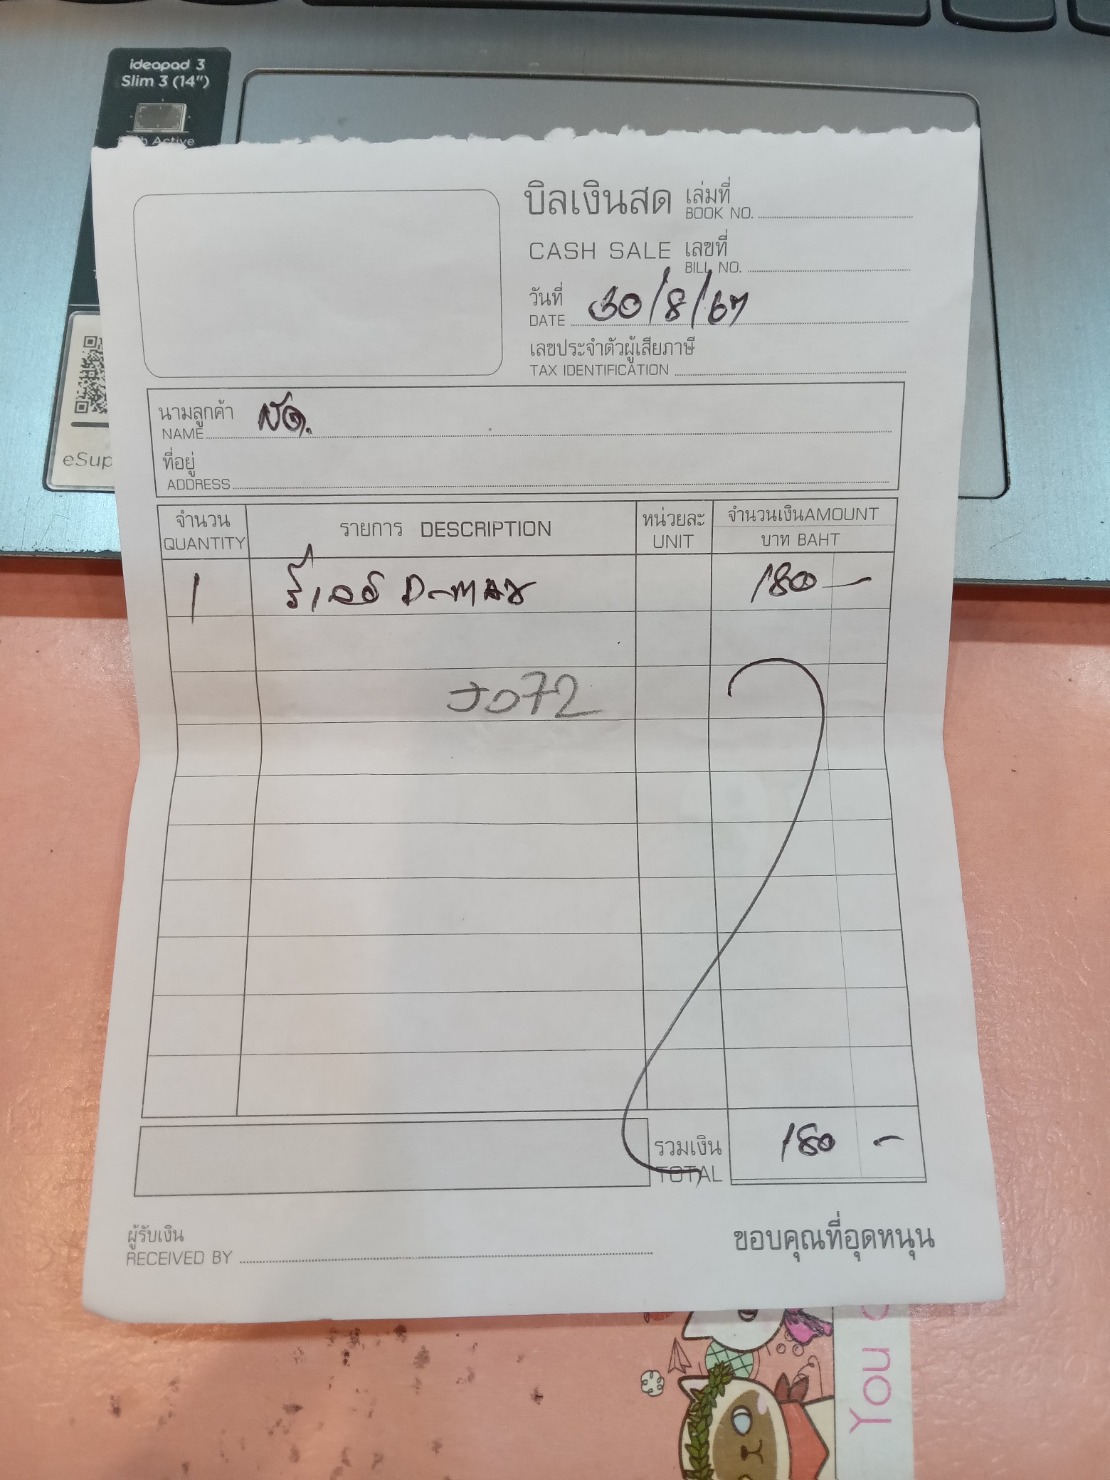 ideapad 3
Slim 3 (14")
Active
eSup
บิลเงินสด เล่มที่
BOOK NO.
CASH SALE เลขที่
BILL NO.
วันที่ 30/8/67
DATE
เลขประจำตัวผู้เสียภาษี
TAX IDENTIFICATION
นามลูกค้า
NAME
ที่อยู่
ADDRESS
จำนวน รายการ DESCRIPTION หน่วยละ จำนวนเงินAMOUNT
QUANTITY UNIT บาท BAHT
1 รีเลย์ D-MAX 180 -
7072
รวมเงิน 180 -
TOTAL
ผู้รับเงิน
RECEIVED BY
ขอบคุณที่อุดหนุน
You